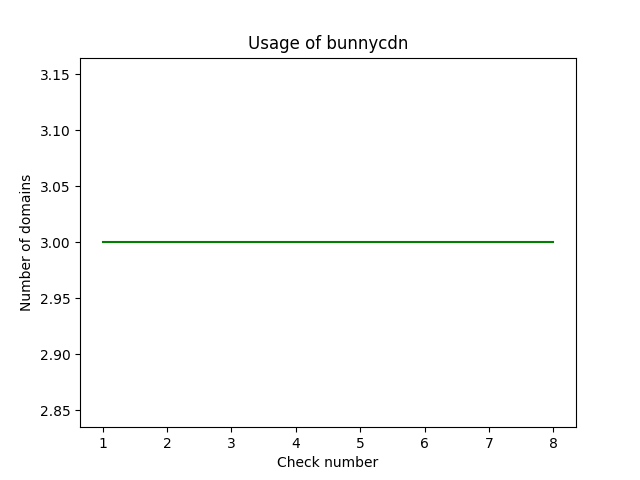 Usage of bunnycdn
Number of domains
3.15
3.10
3.05
3.00
2.95
2.90
2.85
1 2 3 4 5 6 7 8
Check number